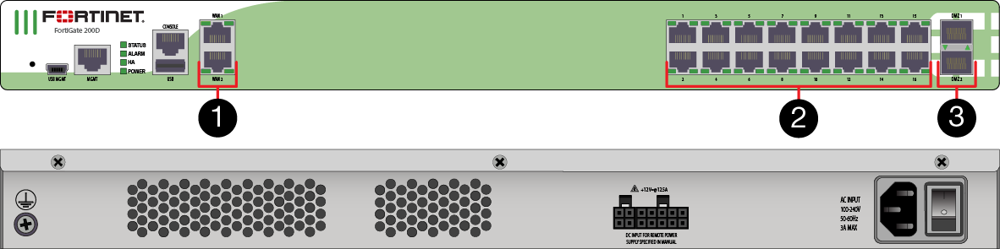 FORTINET.
FortiGate 200D
USB MGMT
MGMT
STATUS
ALARM
HA
POWER
CONSOLE
USB
WAN 1
WAN 2
1
1 3 5 7 9 11 15 15
2 4 6 8 10 12 14 16
2
DMZ 1
DMZ 2
3
+12V⎓@12.5A
DC INPUT FOR REMOTE POWER
SUPPLY SPECIFIED IN MANUAL
AC INPUT
100-240V
50-60Hz
3A MAX